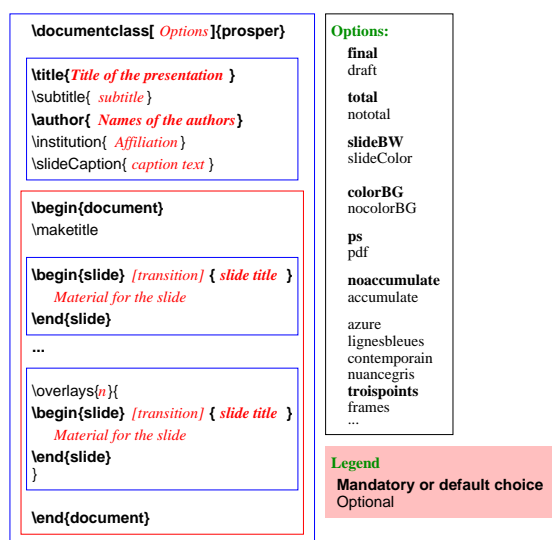 \documentclass[ Options ]{prosper}
\title{Title of the presentation }
\subtitle{ subtitle }
\author{ Names of the authors}
\institution{ Affiliation }
\slideCaption{ caption text }
\begin{document}
\maketitle
\begin{slide} [transition] { slide title }
Material for the slide
\end{slide}
...
\overlays{n}{
\begin{slide} [transition] { slide title }
Material for the slide
\end{slide}
}
\end{document}
Options:
final
draft
total
nototal
slideBW
slideColor
colorBG
nocolorBG
ps
pdf
noaccumulate
accumulate
azure
lignesbleues
contemporain
nuancegris
troispoints
frames
...
Legend
Mandatory or default choice
Optional